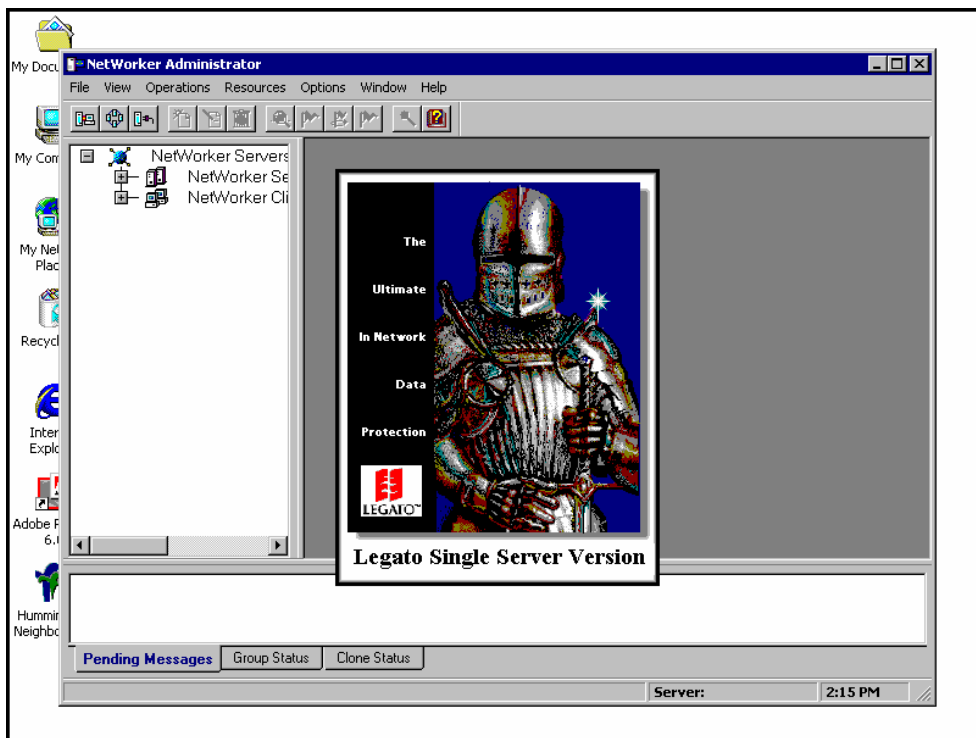 My Docu
NetWorker Administrator
File View Operations Resources Options Window Help
My Com
NetWorker Servers
NetWorker Se
NetWorker Cli
My Net
Plac
Recycl
Inter
Explo
Adobe
6.
Hummin
Neighbo
The
Ultimate
In Network
Data
Protection
LEGATO™
Legato Single Server Version
Pending Messages
Group Status
Clone Status
Server:
2:15 PM